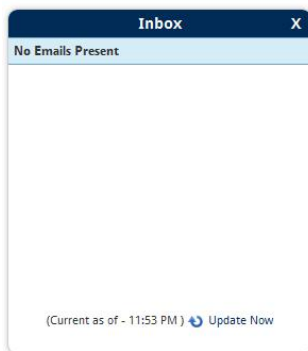 Inbox X
No Emails Present
(Current as of - 11:53 PM ) Update Now